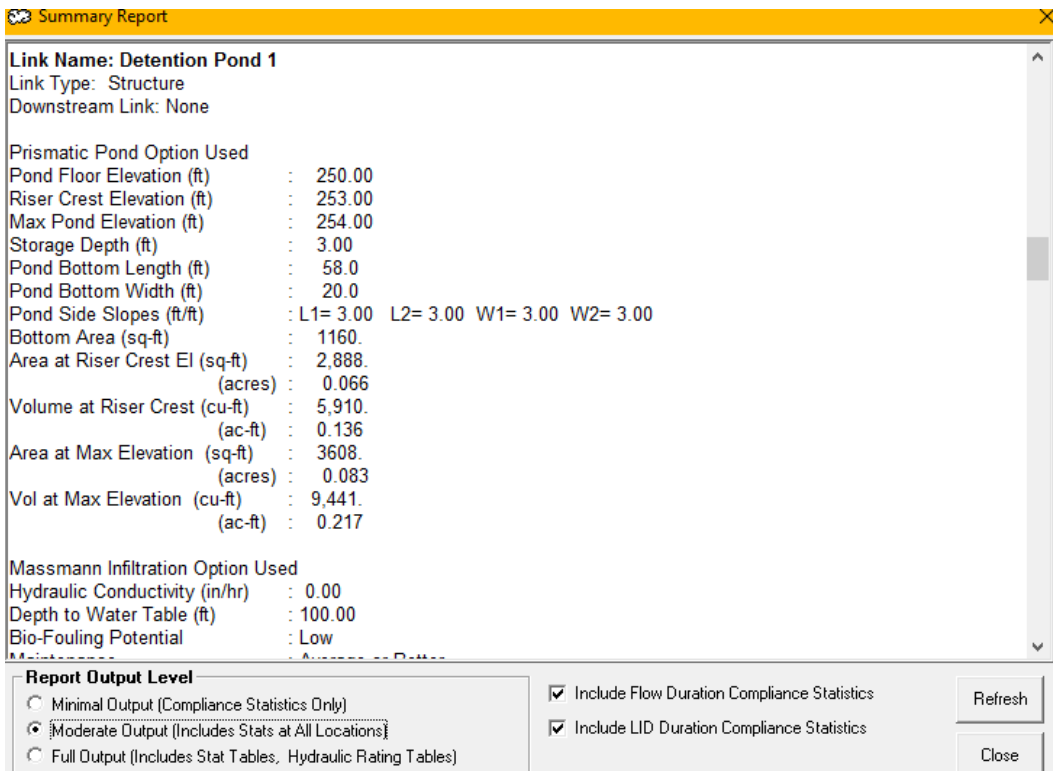 Summary Report
Link Name: Detention Pond 1
Link Type: Structure
Downstream Link: None
Prismatic Pond Option Used
Pond Floor Elevation (ft) : 250.00
Riser Crest Elevation (ft) : 253.00
Max Pond Elevation (ft) : 254.00
Storage Depth (ft) : 3.00
Pond Bottom Length (ft) : 58.0
Pond Bottom Width (ft) : 20.0
Pond Side Slopes (ft/ft) : L1= 3.00 L2= 3.00 W1= 3.00 W2= 3.00
Bottom Area (sq-ft) : 1160.
Area at Riser Crest El (sq-ft) : 2,888.
(acres) : 0.066
Volume at Riser Crest (cu-ft) : 5,910.
(ac-ft) : 0.136
Area at Max Elevation (sq-ft) : 3608.
(acres) : 0.083
Vol at Max Elevation (cu-ft) : 9,441.
(ac-ft) : 0.217
Massmann Infiltration Option Used
Hydraulic Conductivity (in/hr) : 0.00
Depth to Water Table (ft) : 100.00
Bio-Fouling Potential : Low
Maintenance : Average or Better
Report Output Level
Minimal Output (Compliance Statistics Only)
Moderate Output (Includes Stats at All Locations)
Full Output (Includes Stat Tables, Hydraulic Rating Tables)
Include Flow Duration Compliance Statistics
Include LID Duration Compliance Statistics
Refresh
Close